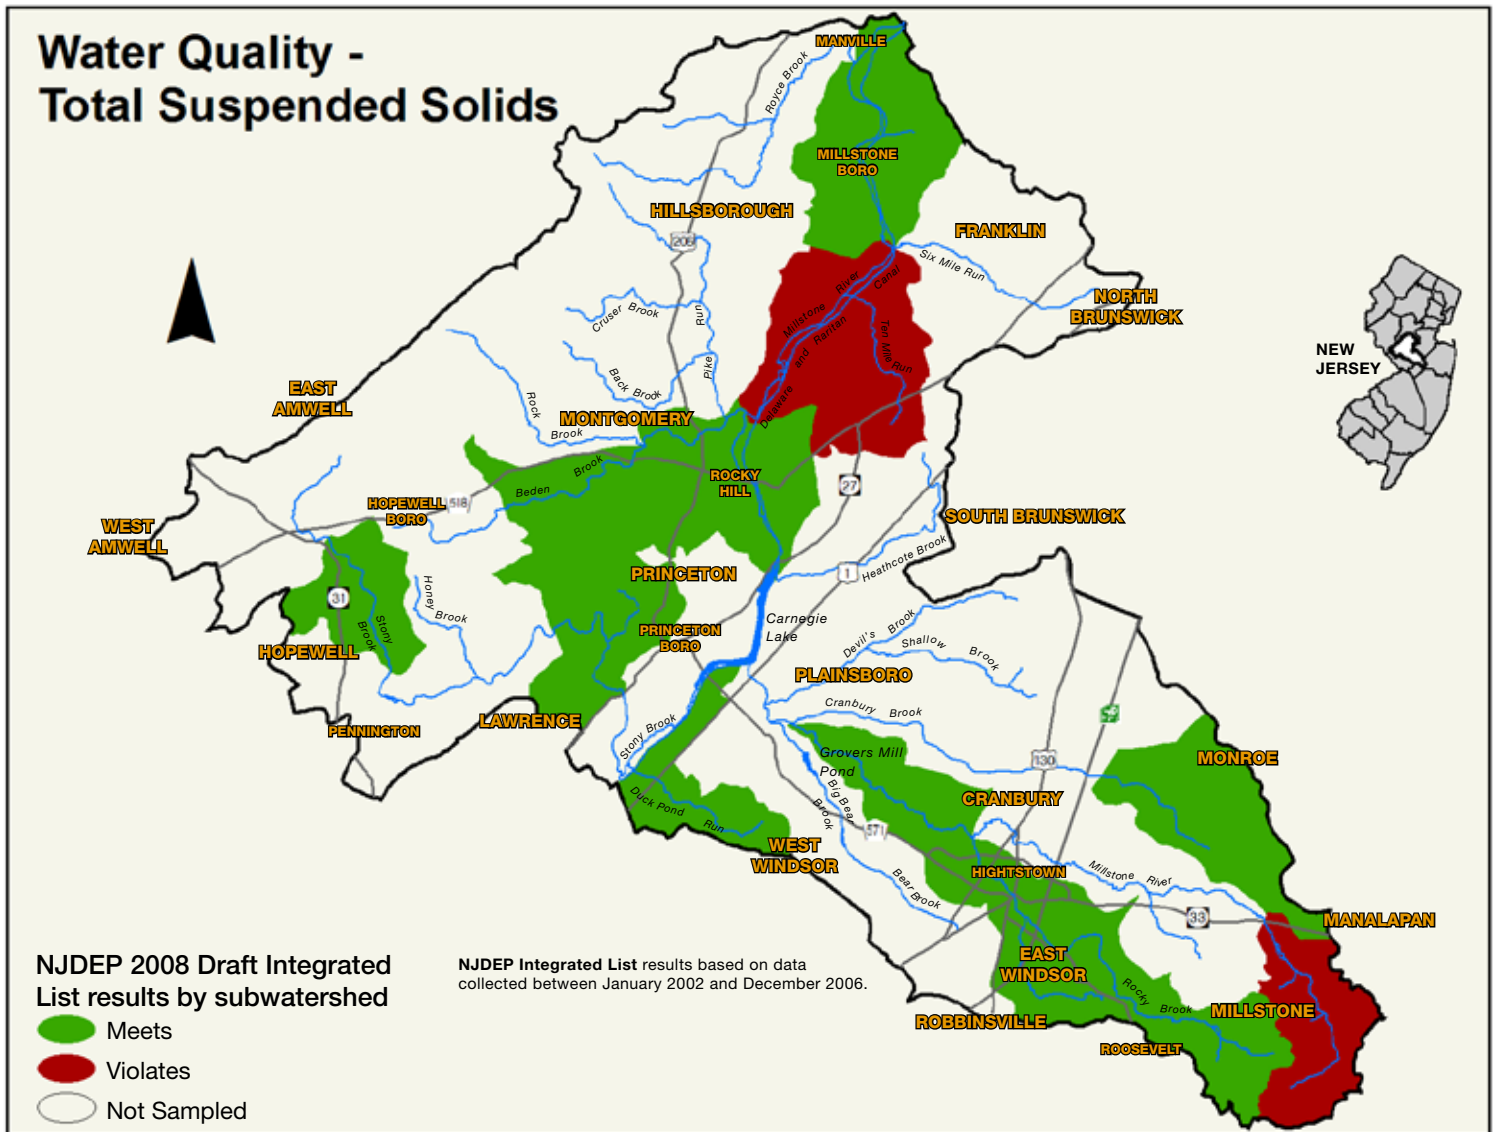 Water Quality -
Total Suspended Solids
MANVILLE
Royce Brook
MILLSTONE
BORO
HILLSBOROUGH
206
FRANKLIN
Six Mile Run
NORTH
BRUNSWICK
Millstone River
Delaware and Raritan Canal
Ten Mile Run
Cruser Brook
Pike Run
Back Brook
Rock Brook
EAST
AMWELL
MONTGOMERY
NEW
JERSEY
ROCKY
HILL
27
Beden Brook
HOPEWELL
BORO
518
WEST
AMWELL
SOUTH BRUNSWICK
Heathcote Brook
1
PRINCETON
31
Honey Brook
Stony Brook
HOPEWELL
PRINCETON
BORO
Carnegie
Lake
Devil's Brook
Shallow Brook
PLAINSBORO
PENNINGTON
LAWRENCE
Stony Brook
Cranbury Brook
Grovers Mill
Pond
130
MONROE
Big Bear Brook
CRANBURY
Duck Pond Run
571
WEST
WINDSOR
HIGHTSTOWN
Millstone River
Bear Brook
33
MANALAPAN
EAST
WINDSOR
Rocky Brook
MILLSTONE
ROBBINSVILLE
ROOSEVELT
NJDEP 2008 Draft Integrated
List results by subwatershed
Meets
Violates
Not Sampled
NJDEP Integrated List results based on data
collected between January 2002 and December 2006.